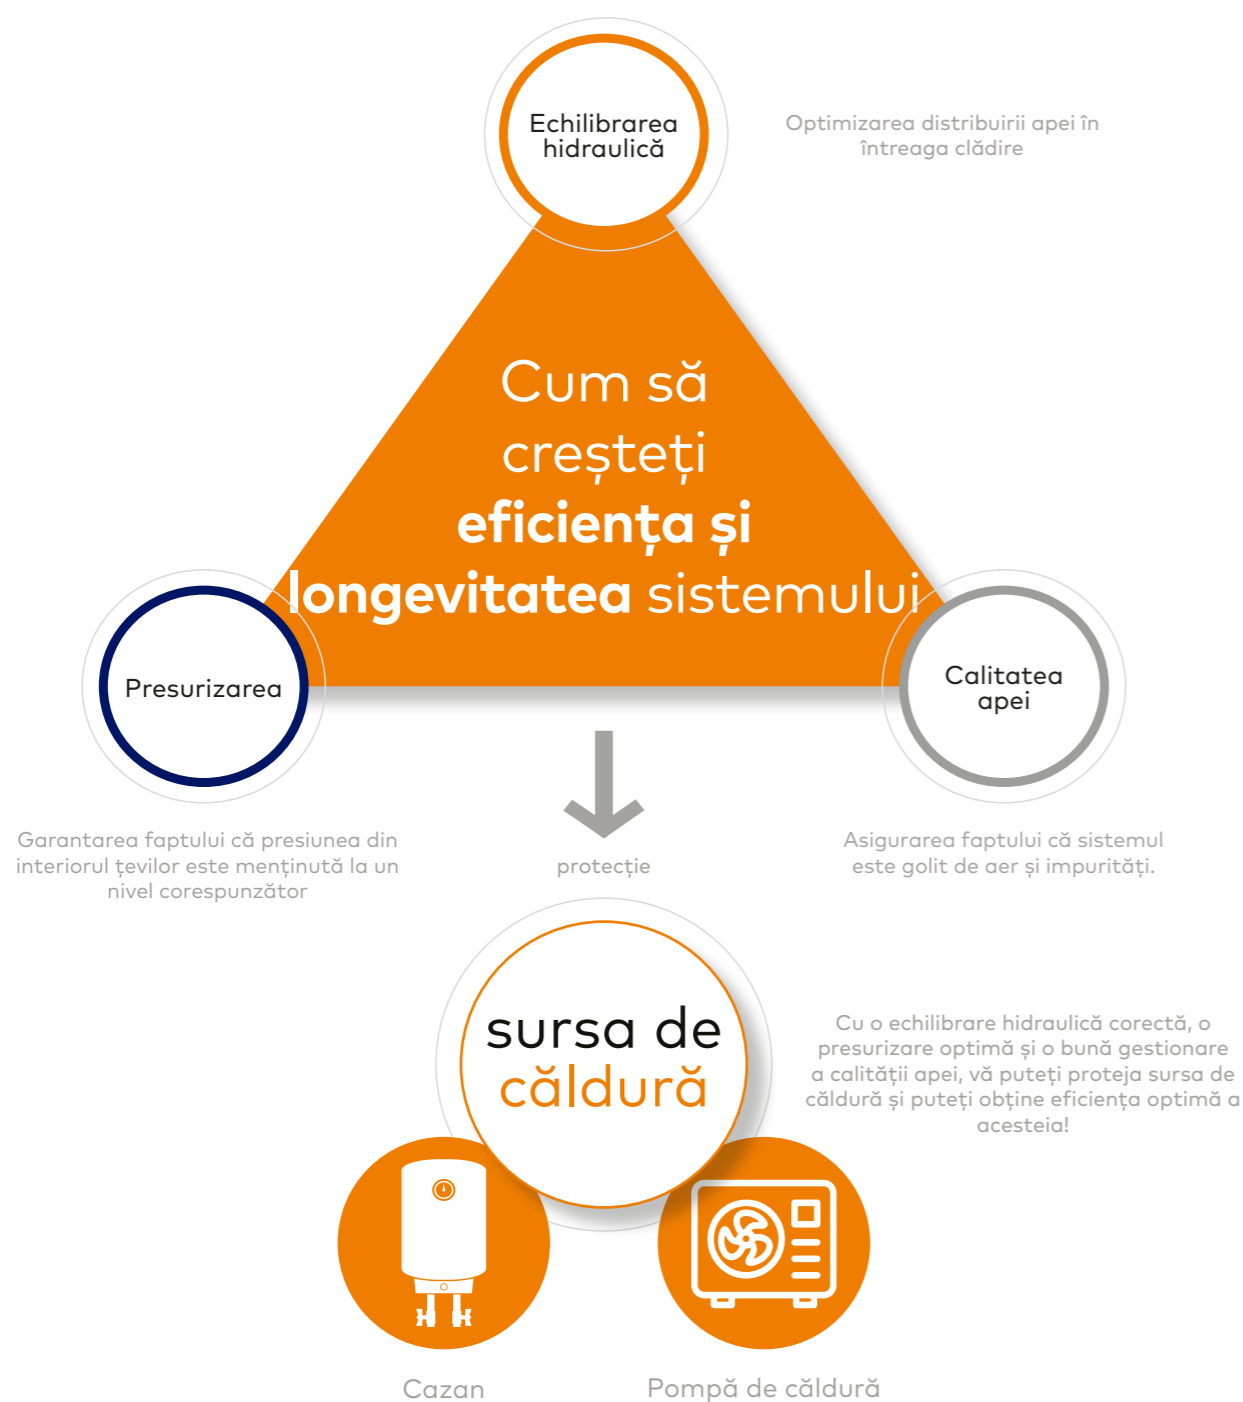 Echilibrarea
hidraulică
Optimizarea distribuirii apei în
întreaga clădire
Cum să
creșteți
eficiența și
longevitatea sistemului
Presurizarea
Calitatea
apei
Garantarea faptului că presiunea din
interiorul țevilor este menținută la un
nivel corespunzător
protecție
Asigurarea faptului că sistemul
este golit de aer și impurități.
sursa de
căldură
Cu o echilibrare hidraulică corectă, o
presurizare optimă și o bună gestionare
a calității apei, vă puteți proteja sursa de
căldură și puteți obține eficiența optimă a
acesteia!
Cazan
Pompă de căldură